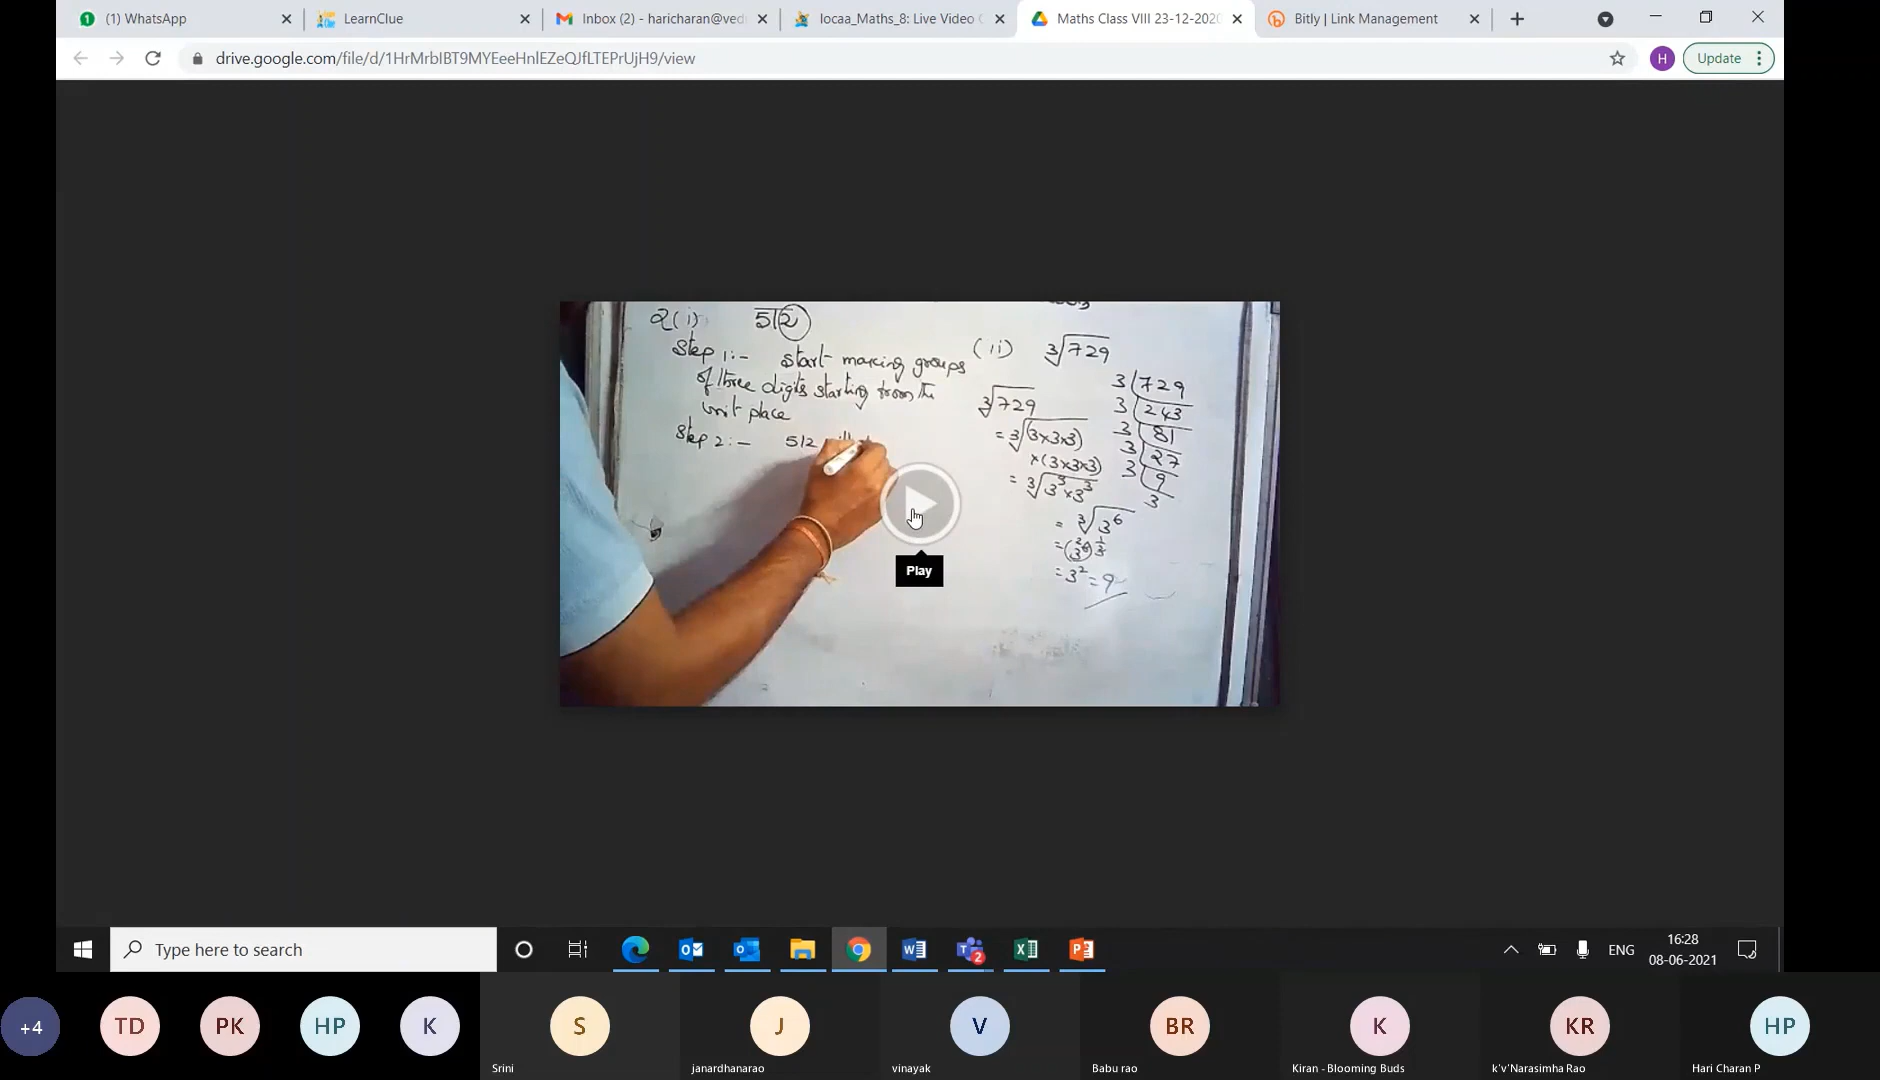 (1) WhatsApp
LearnClue
Inbox (2) - haricharan@ved
locaa_Maths_8: Live Video C
Maths Class VIII 23-12-2020
Bitly | Link Management
drive.google.com/file/d/1HrMrbIBT9MYEeeHnlEZeQJfLTEPrUjH9/view
H
Update
2(i) 512
Step 1:- start making groups
of three digits starting from the
unit place
Step 2:- 512
(ii) ∛729
∛729
= ∛(3×3×3)
×(3×3×3)
= ∛3³×3³
= ∛3⁶
= 3² = 9
3 729
3 243
3 81
3 27
3 9
3
Play
Type here to search
2
ENG
16:28
08-06-2021
+4
TD
PK
HP
K
S
Srini
J
janardhanarao
V
vinayak
BR
Babu rao
K
Kiran - Blooming Buds
KR
k'v'Narasimha Rao
HP
Hari Charan P